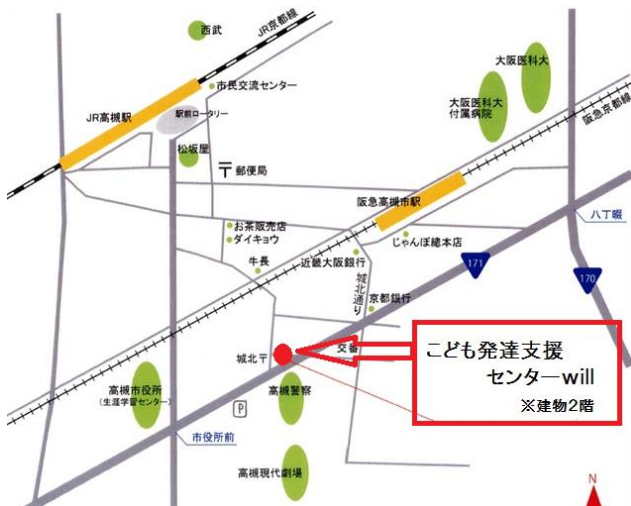 西武
JR京都線
市民交流センター
大阪医科大
JR高槻駅
駅前ロータリー
大阪医科大
付属病院
阪急京都線
松坂屋
〒郵便局
阪急高槻市駅
八丁畷
お茶販売店
ダイキョウ
じゃんぼ總本店
牛長
近畿大阪銀行
城北通り
171
170
京都銀行
交番
こども発達支援
センターwill
※建物2階
城北〒
高槻市役所
(生涯学習センター)
高槻警察
P
市役所前
高槻現代劇場
N